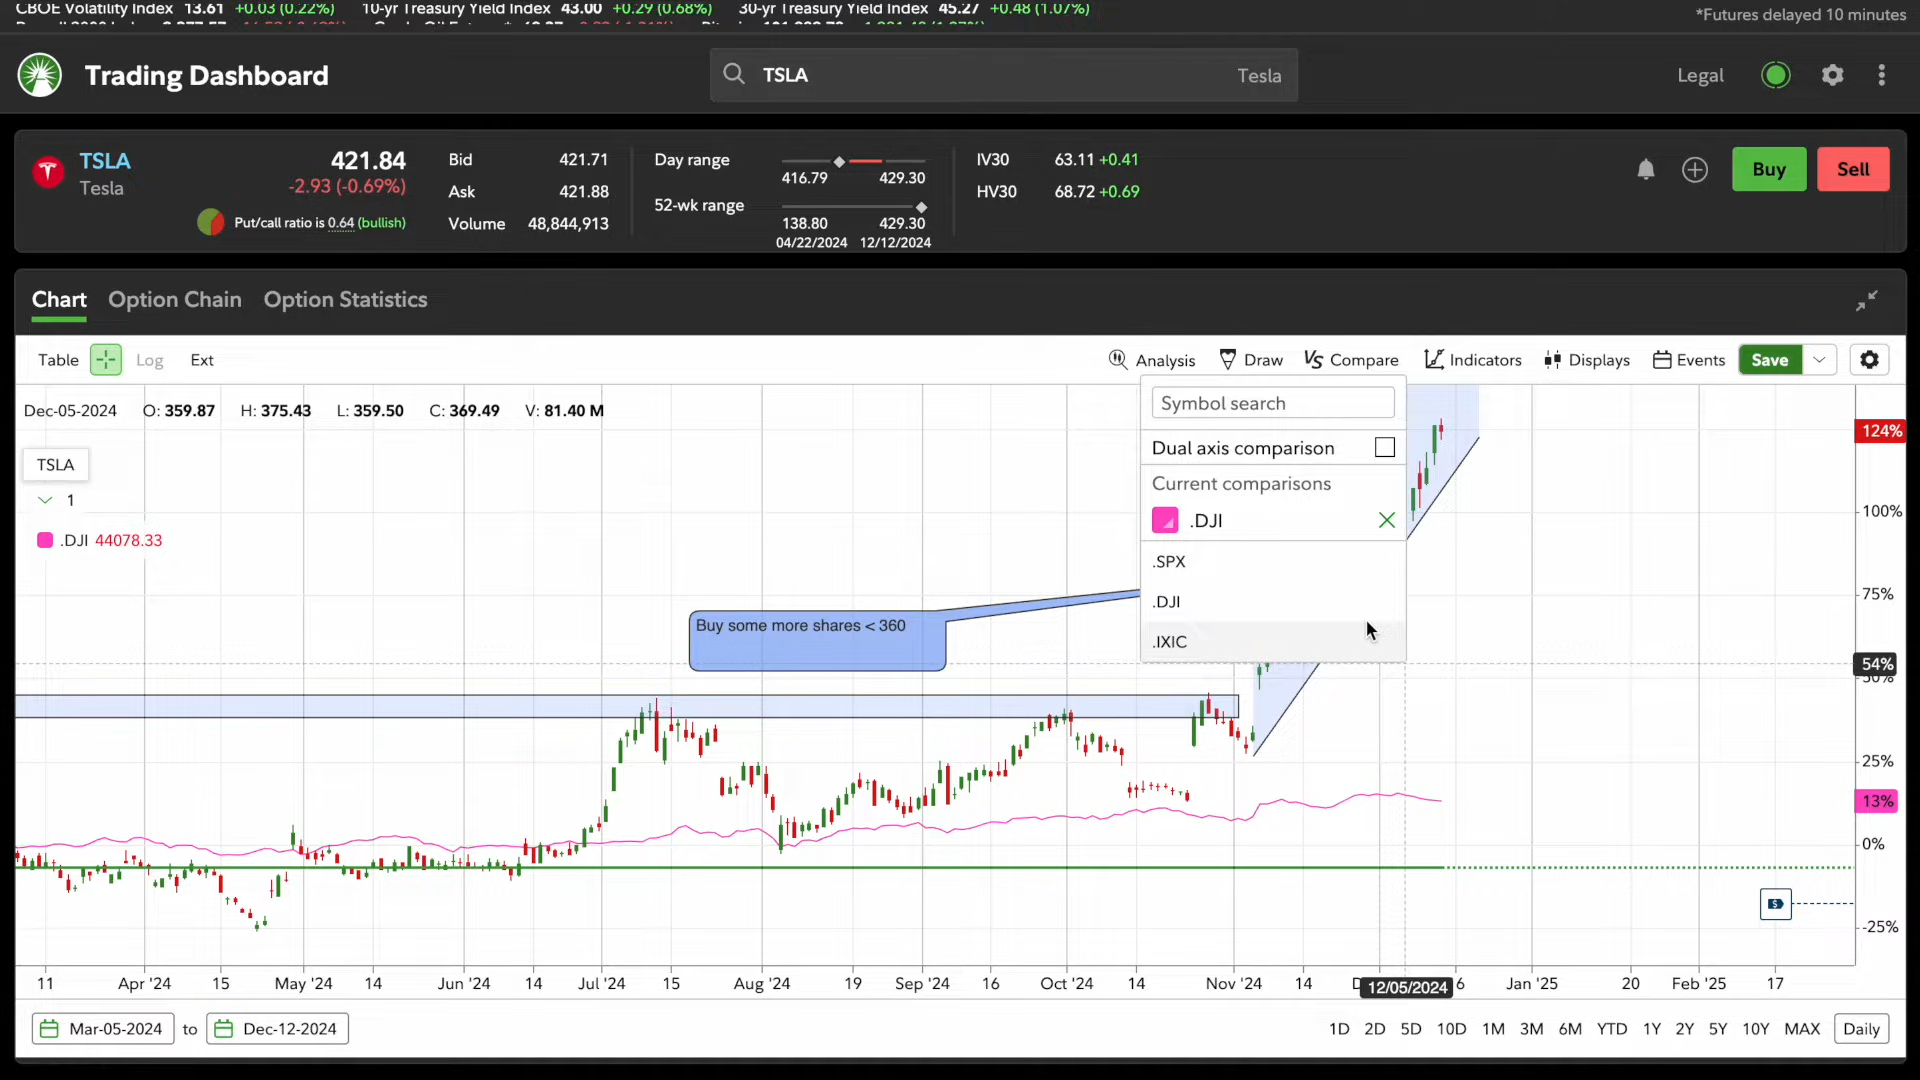 CBOE Volatility Index 13.61 +0.03 (0.22%) 10-yr Treasury Yield Index 43.00 +0.29 (0.68%) 30-yr Treasury Yield Index 45.27 +0.48 (1.07%)
*Futures delayed 10 minutes
Trading Dashboard
TSLA Tesla
Legal
TSLA
Tesla
421.84
-2.93 (-0.69%)
Put/call ratio is 0.64 (bullish)
Bid 421.71
Ask 421.88
Volume 48,844,913
Day range
416.79 429.30
52-wk range
138.80 429.30
04/22/2024 12/12/2024
IV30 63.11 +0.41
HV30 68.72 +0.69
Buy Sell
Chart Option Chain Option Statistics
Table Log Ext
Analysis Draw Vs Compare Indicators Displays Events Save
Dec-05-2024 O: 359.87 H: 375.43 L: 359.50 C: 369.49 V: 81.40 M
TSLA
1
.DJI 44078.33
Symbol search
Dual axis comparison
Current comparisons
.DJI
.SPX
.DJI
.IXIC
Buy some more shares < 360
124%
100%
75%
54%
50%
25%
13%
0%
-25%
$
11 Apr '24 15 May '24 14 Jun '24 14 Jul '24 15 Aug '24 19 Sep '24 16 Oct '24 14 Nov '24 14 D 12/05/2024 6 Jan '25 20 Feb '25 17
Mar-05-2024 to Dec-12-2024
1D 2D 5D 10D 1M 3M 6M YTD 1Y 2Y 5Y 10Y MAX Daily